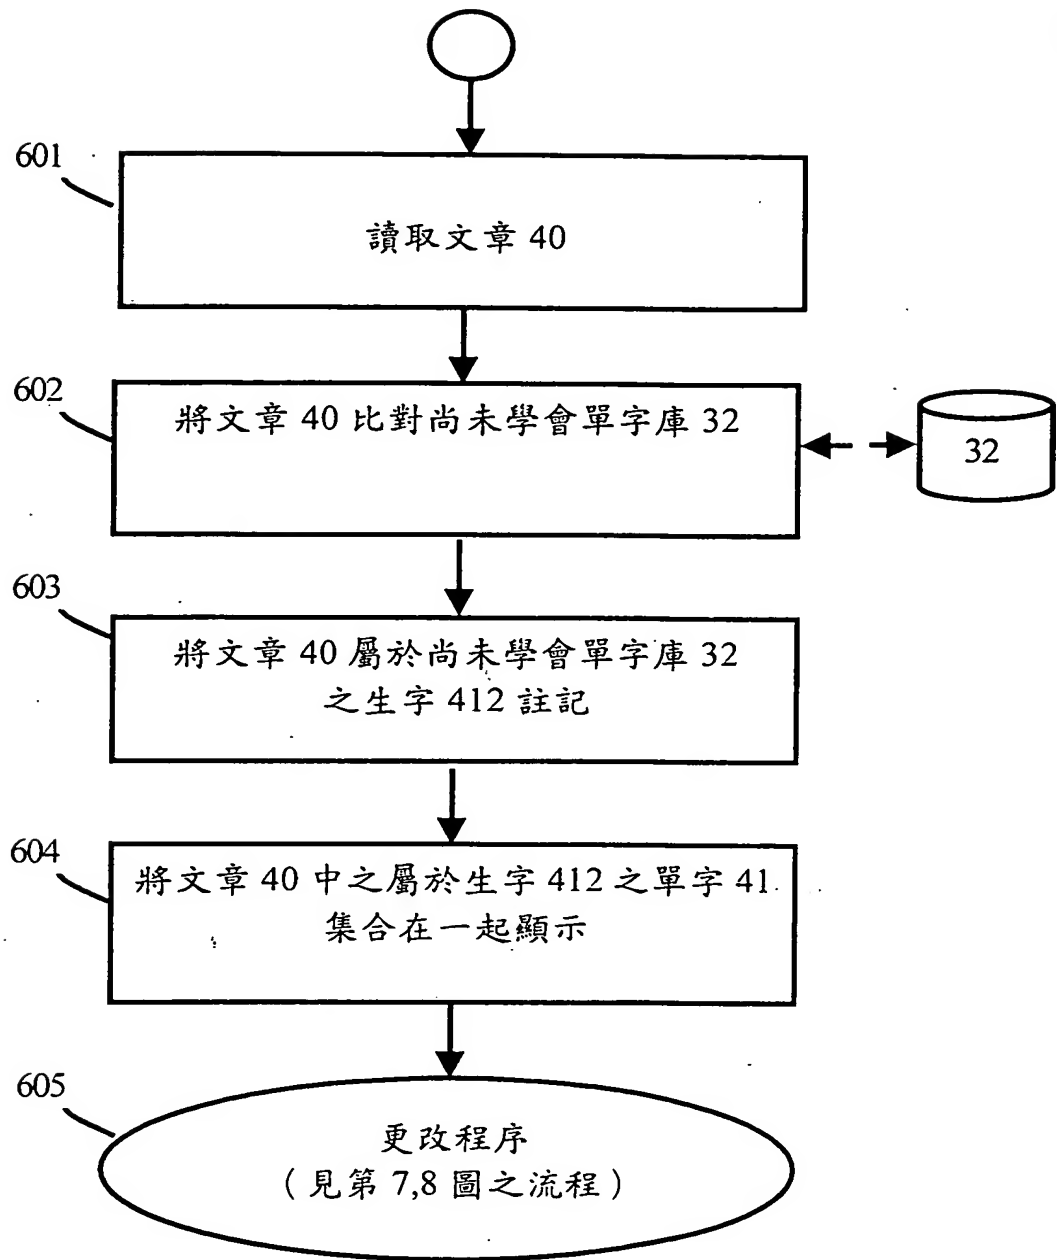 601
讀取文章 40
602
將文章 40 比對尚未學會單字庫 32
32
603
將文章 40 屬於尚未學會單字庫 32
之生字 412 註記
604
將文章 40 中之屬於生字 412 之單字 41
集合在一起顯示
605
更改程序
（見第 7,8 圖之流程）